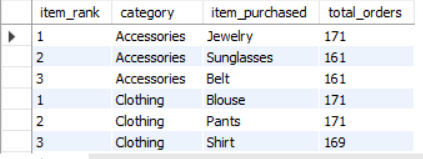 item_rank category item_purchased total_orders
1 Accessories Jewelry 171
2 Accessories Sunglasses 161
3 Accessories Belt 161
1 Clothing Blouse 171
2 Clothing Pants 171
3 Clothing Shirt 169